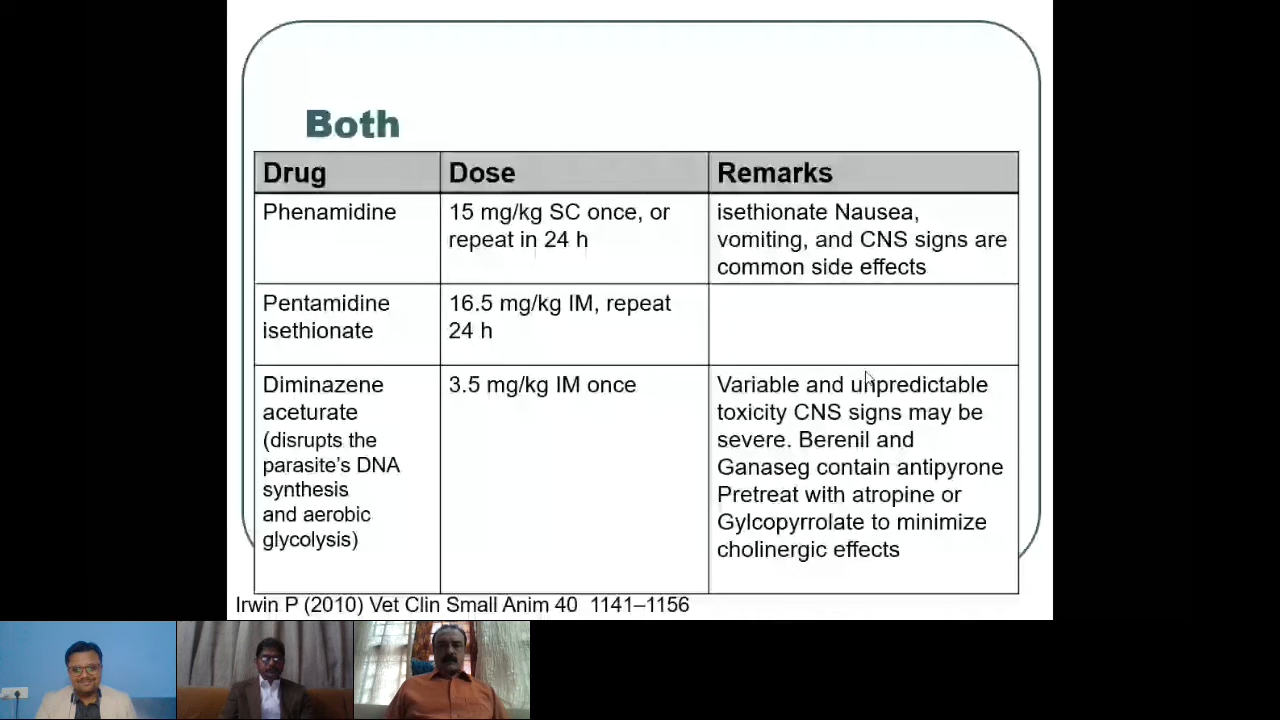 Both
Drug
Dose
Remarks
Phenamidine
15 mg/kg SC once, or
repeat in 24 h
isethionate Nausea,
vomiting, and CNS signs are
common side effects
Pentamidine
isethionate
16.5 mg/kg IM, repeat
24 h
Diminazene
aceturate
(disrupts the
parasite's DNA
synthesis
and aerobic
glycolysis)
3.5 mg/kg IM once
Variable and unpredictable
toxicity CNS signs may be
severe. Berenil and
Ganaseg contain antipyrone
Pretreat with atropine or
Gylcopyrrolate to minimize
cholinergic effects
Irwin P (2010) Vet Clin Small Anim 40 1141–1156